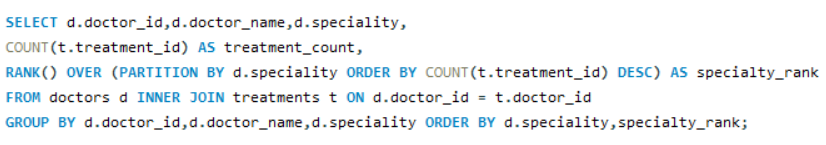 SELECT d.doctor_id,d.doctor_name,d.speciality,
COUNT(t.treatment_id) AS treatment_count,
RANK() OVER (PARTITION BY d.speciality ORDER BY COUNT(t.treatment_id) DESC) AS specialty_rank
FROM doctors d INNER JOIN treatments t ON d.doctor_id = t.doctor_id
GROUP BY d.doctor_id,d.doctor_name,d.speciality ORDER BY d.speciality,specialty_rank;